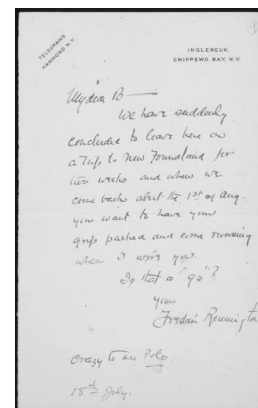 TELEGRAMS
HAMMOND N.Y.
INGLENEUK,
CHIPPEWA BAY, N.Y.
My dear B—
We have suddenly
concluded to leave here on
a trip to New Foundland for
two weeks and when we
come back abut the 1st of Aug.
you want to have your
grip packed and come running
when I wire you.
Is that a "go"?
Yours
Frederic Remington
Crazy to see Polo.
15th July.